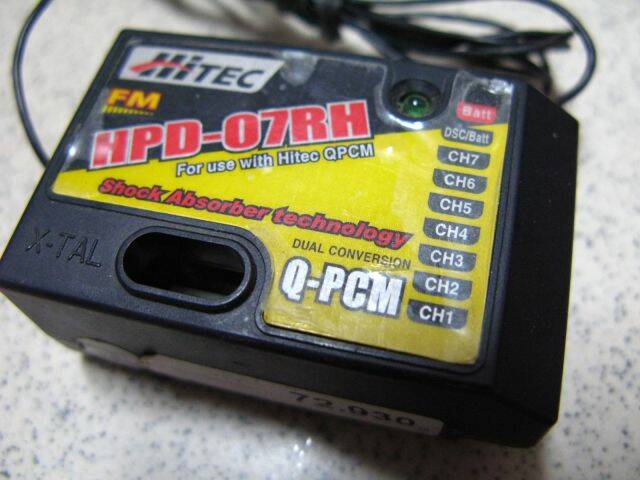 HiTEC
FM
HPD-07RH
For use with Hitec QPCM
Shock Absorber technology
X-TAL
DUAL CONVERSION
Q-PCM
Batt
DSC/Batt
CH7
CH6
CH5
CH4
CH3
CH2
CH1
72.930